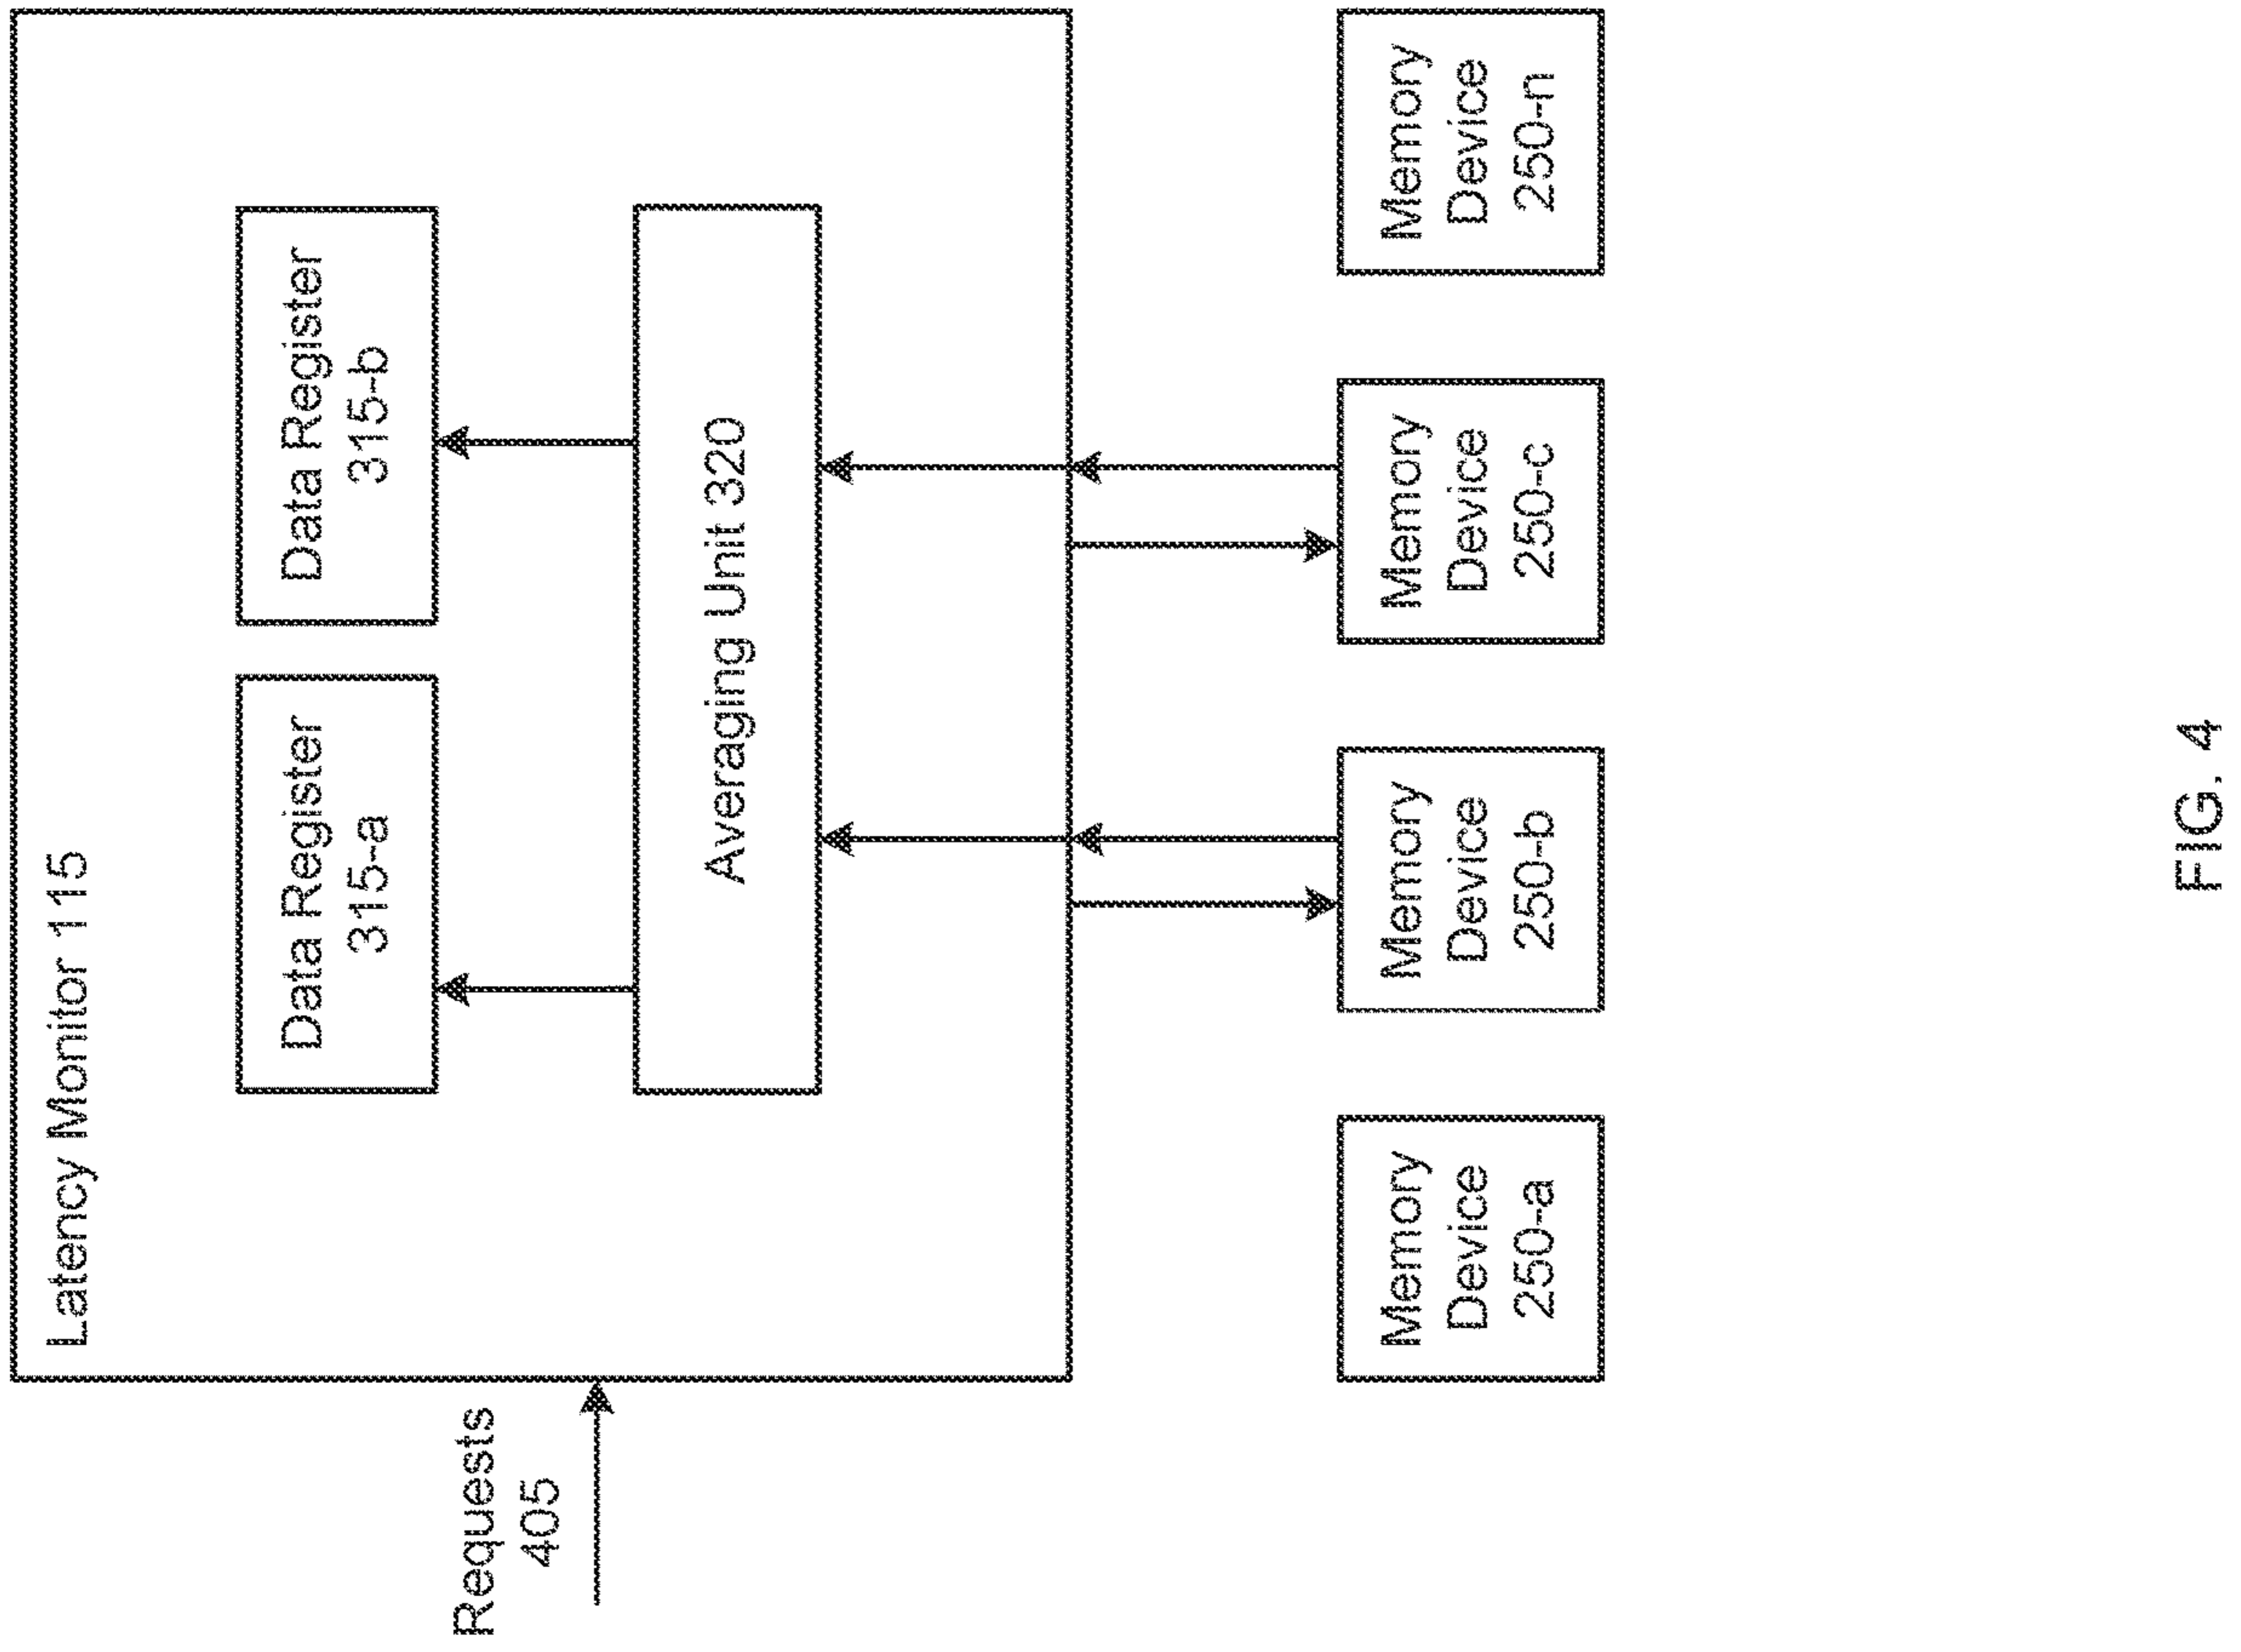 Latency Monitor 115
Requests
405
Data Register
315-a
Data Register
315-b
Averaging Unit 320
Memory
Device
250-a
Memory
Device
250-b
Memory
Device
250-c
Memory
Device
250-n
FIG. 4